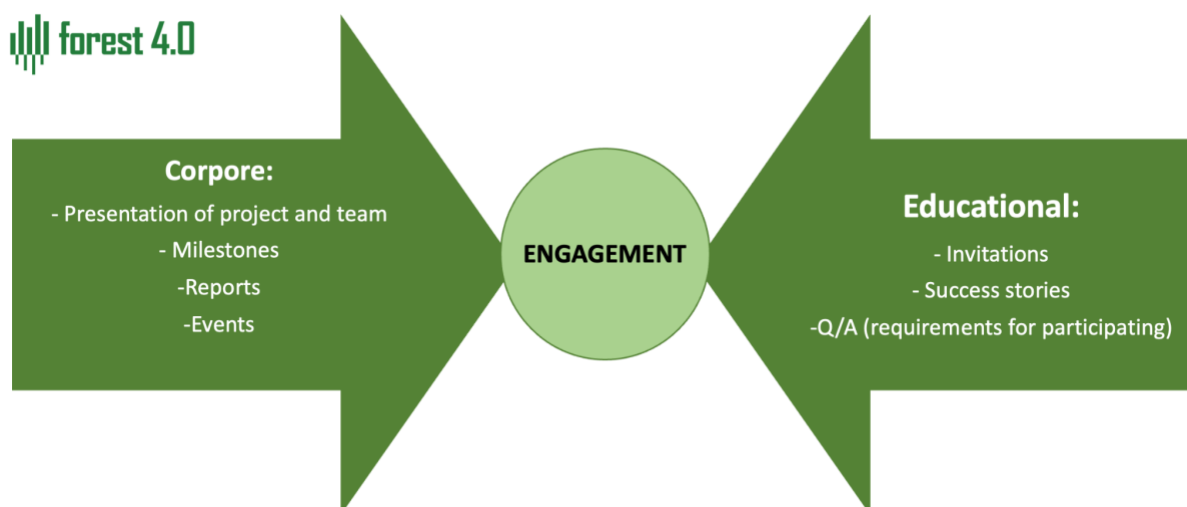 forest 4.0
Corpore:
- Presentation of project and team
- Milestones
-Reports
-Events
ENGAGEMENT
Educational:
- Invitations
- Success stories
-Q/A (requirements for participating)